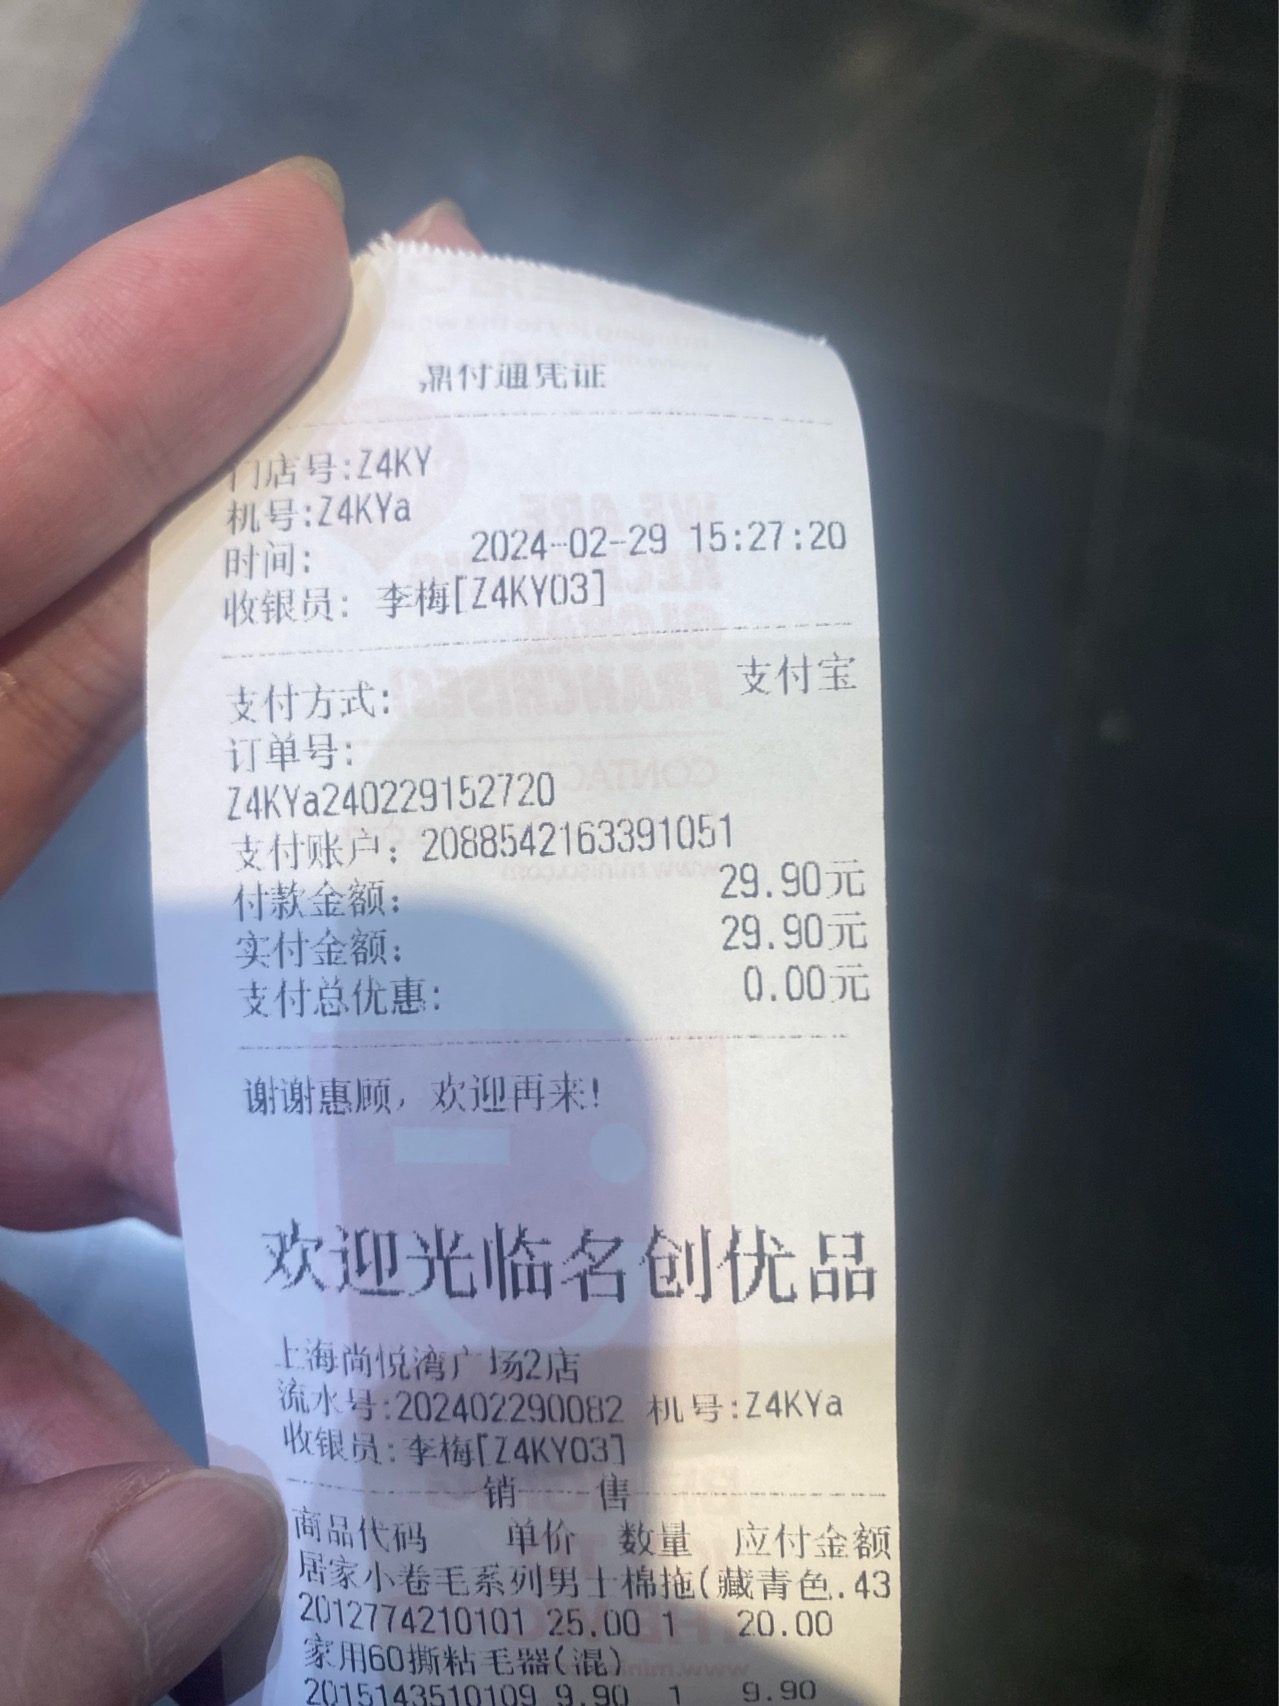 鼎付通凭证
门店号:Z4KY
机号:Z4KYa
时间: 2024-02-29 15:27:20
收银员: 李梅[Z4KY03]
支付方式: 支付宝
订单号:
Z4KYa240229152720
支付账户: 2088542163391051
付款金额: 29.90元
实付金额: 29.90元
支付总优惠: 0.00元
谢谢惠顾, 欢迎再来!
欢迎光临名创优品
上海尚悦湾广场2店
流水号:202402290082 机号:Z4KYa
收银员:李梅[Z4KY03]
销 售
商品代码 单价 数量 应付金额
居家小卷毛系列男士棉拖(藏青色.43
2012774210101 25.00 1 20.00
家用60撕粘毛器(混)
2015143510109 9.90 1 9.90